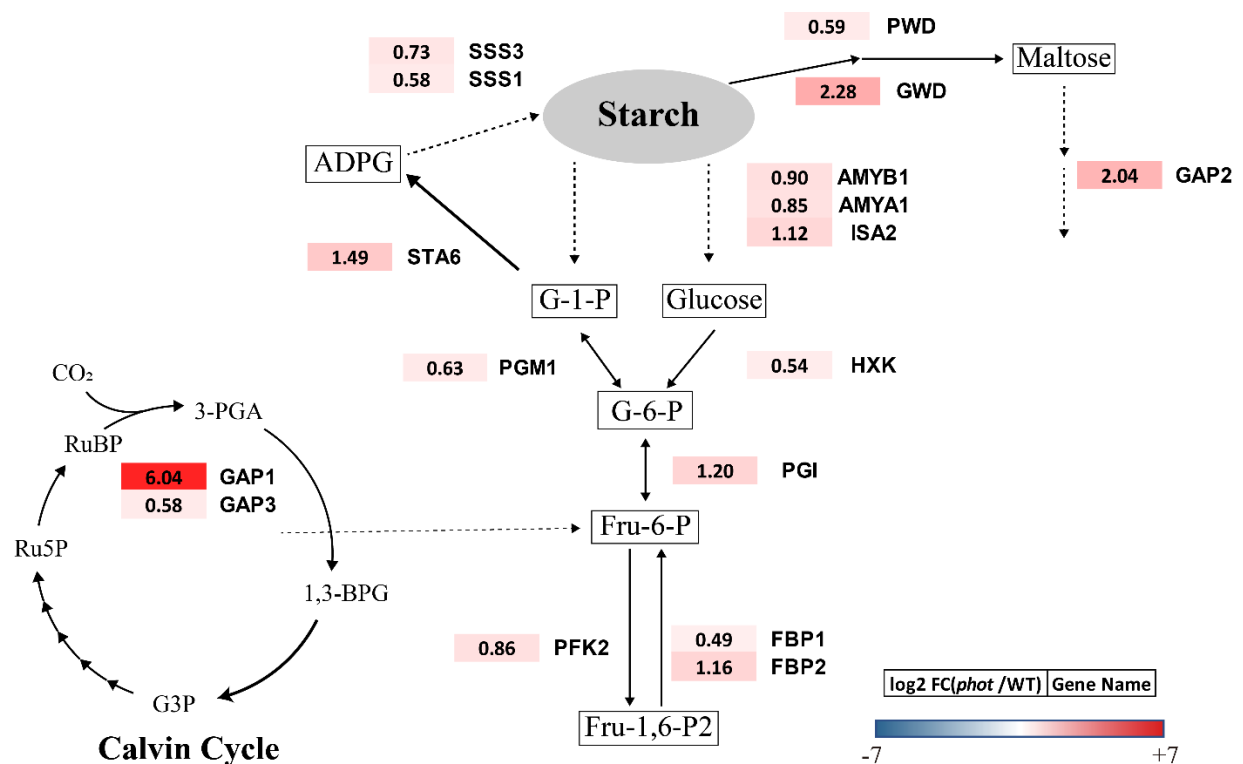 0.59 PWD
0.73 SSS3
0.58 SSS1
Maltose
2.28 GWD
Starch
ADPG
0.90 AMYB1
0.85 AMYA1
1.12 ISA2
2.04 GAP2
1.49 STA6
G-1-P
Glucose
0.63 PGM1
0.54 HXK
CO₂
3-PGA
G-6-P
RuBP
6.04 GAP1
0.58 GAP3
1.20 PGI
Fru-6-P
Ru5P
1,3-BPG
0.86 PFK2
0.49 FBP1
1.16 FBP2
G3P
Fru-1,6-P2
Calvin Cycle
log2 FC(phot /WT) Gene Name
-7 +7